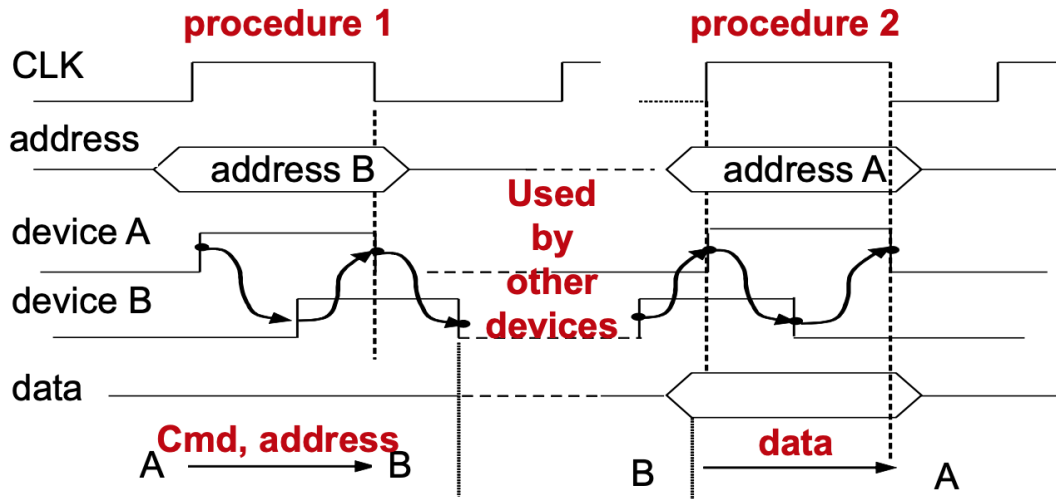 procedure 1
procedure 2
CLK
address
address B
address A
Used
by
other
devices
device A
device B
data
Cmd, address
A
B
data
B
A